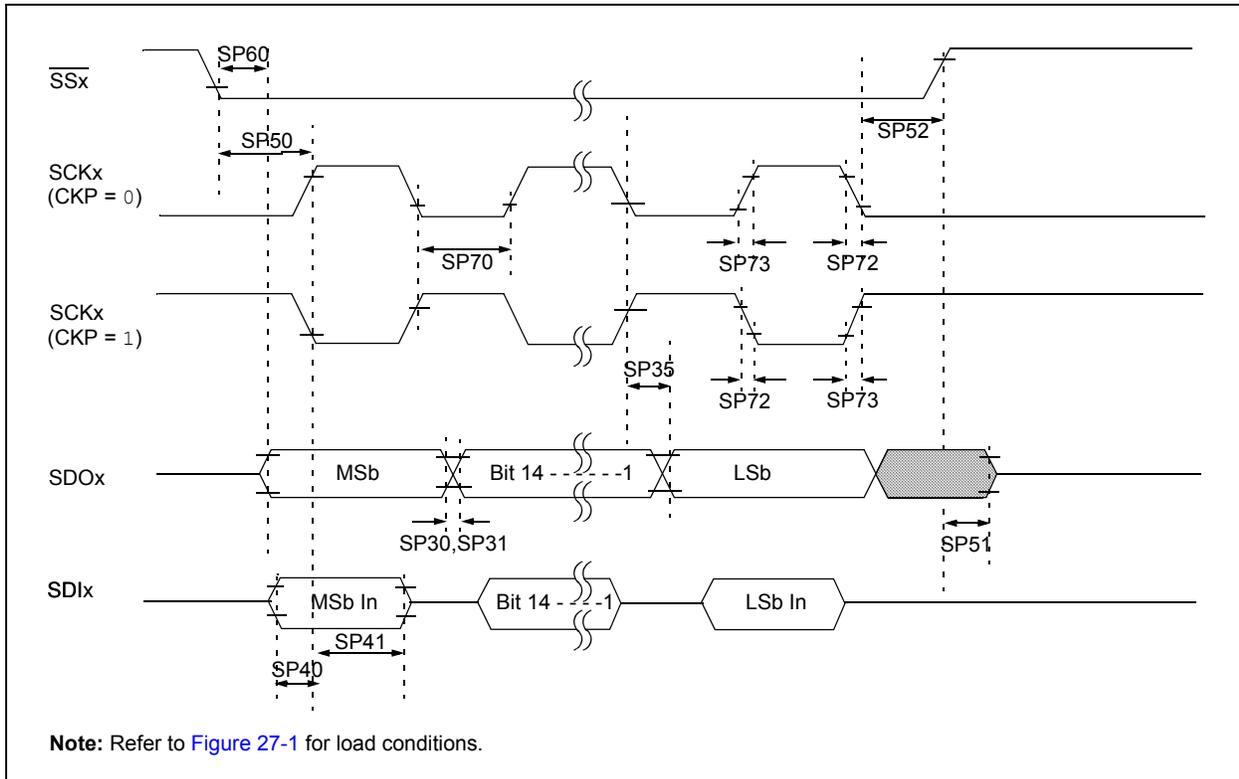 SP60
SSx
SP52
SP50
SCKx
(CKP = 0)
SP70
SP73
SP72
SCKx
(CKP = 1)
SP35
SP72
SP73
SDOx
MSb
Bit 14 - - - - - -1
LSb
SP30,SP31
SP51
SDIx
MSb In
Bit 14 - - - -1
LSb In
SP41
SP40
Note: Refer to Figure 27-1 for load conditions.